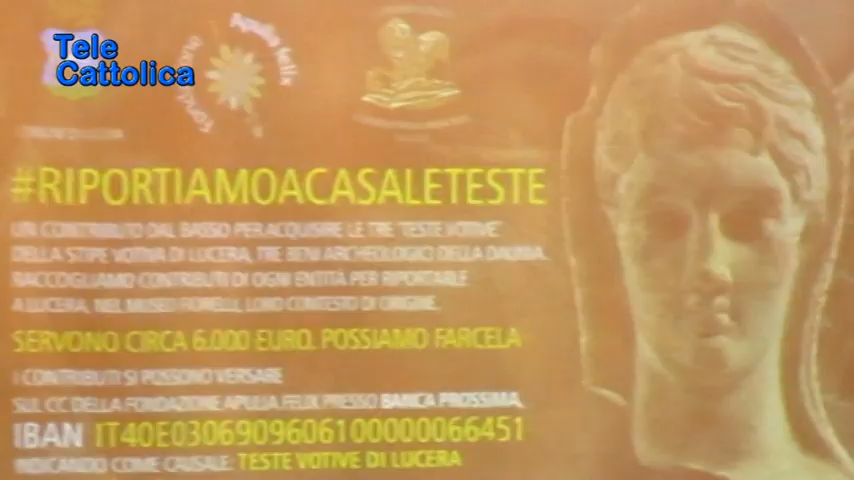 Tele
Cattolica
Apulia felix
#RIPORTIAMOACASALETESTE
UN CONTRIBUTO DAL BASSO PER ACQUISIRE LE TRE "TESTE VOTIVE"
DELLA STIPE VOTIVA DI LUCERA, TRE BENI ARCHEOLOGICI DELLA DAUNIA.
RACCOGLIAMO CONTRIBUTI DI OGNI ENTITÀ PER RIPORTARLE
A LUCERA, NEL MUSEO FIORELLI, LORO CONTESTO DI ORIGINE.
SERVONO CIRCA 6.000 EURO. POSSIAMO FARCELA
I CONTRIBUTI SI POSSONO VERSARE
SUL CC DELLA FONDAZIONE APULIA FELIX PRESSO BANCA PROSSIMA,
IBAN IT40E0306909606100000066451
INDICANDO COME CAUSALE: TESTE VOTIVE DI LUCERA